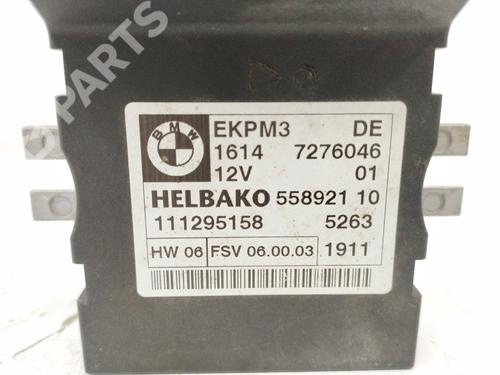 BMW
EKPM3 DE
1614 7276046
12V 01
HELBAKO 558921 10
111295158 5263
HW 06 FSV 06.00.03 1911